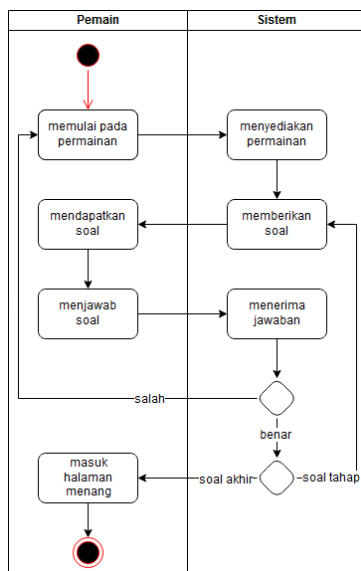 Pemain
Sistem
memulai pada
permainan
menyediakan
permainan
mendapatkan
soal
memberikan
soal
menjawab
soal
menerima
jawaban
salah
benar
masuk
halaman
menang
soal akhir
soal tahap